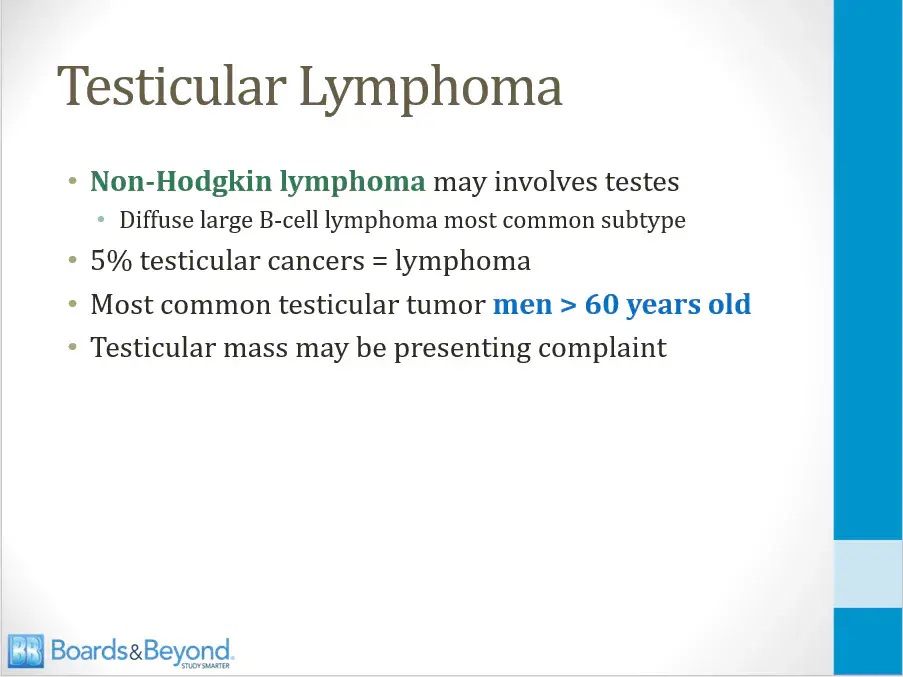 Testicular Lymphoma
• Non-Hodgkin lymphoma may involves testes
• Diffuse large B-cell lymphoma most common subtype
• 5% testicular cancers = lymphoma
• Most common testicular tumor men > 60 years old
• Testicular mass may be presenting complaint
BB Boards&Beyond.
STUDY SMARTER